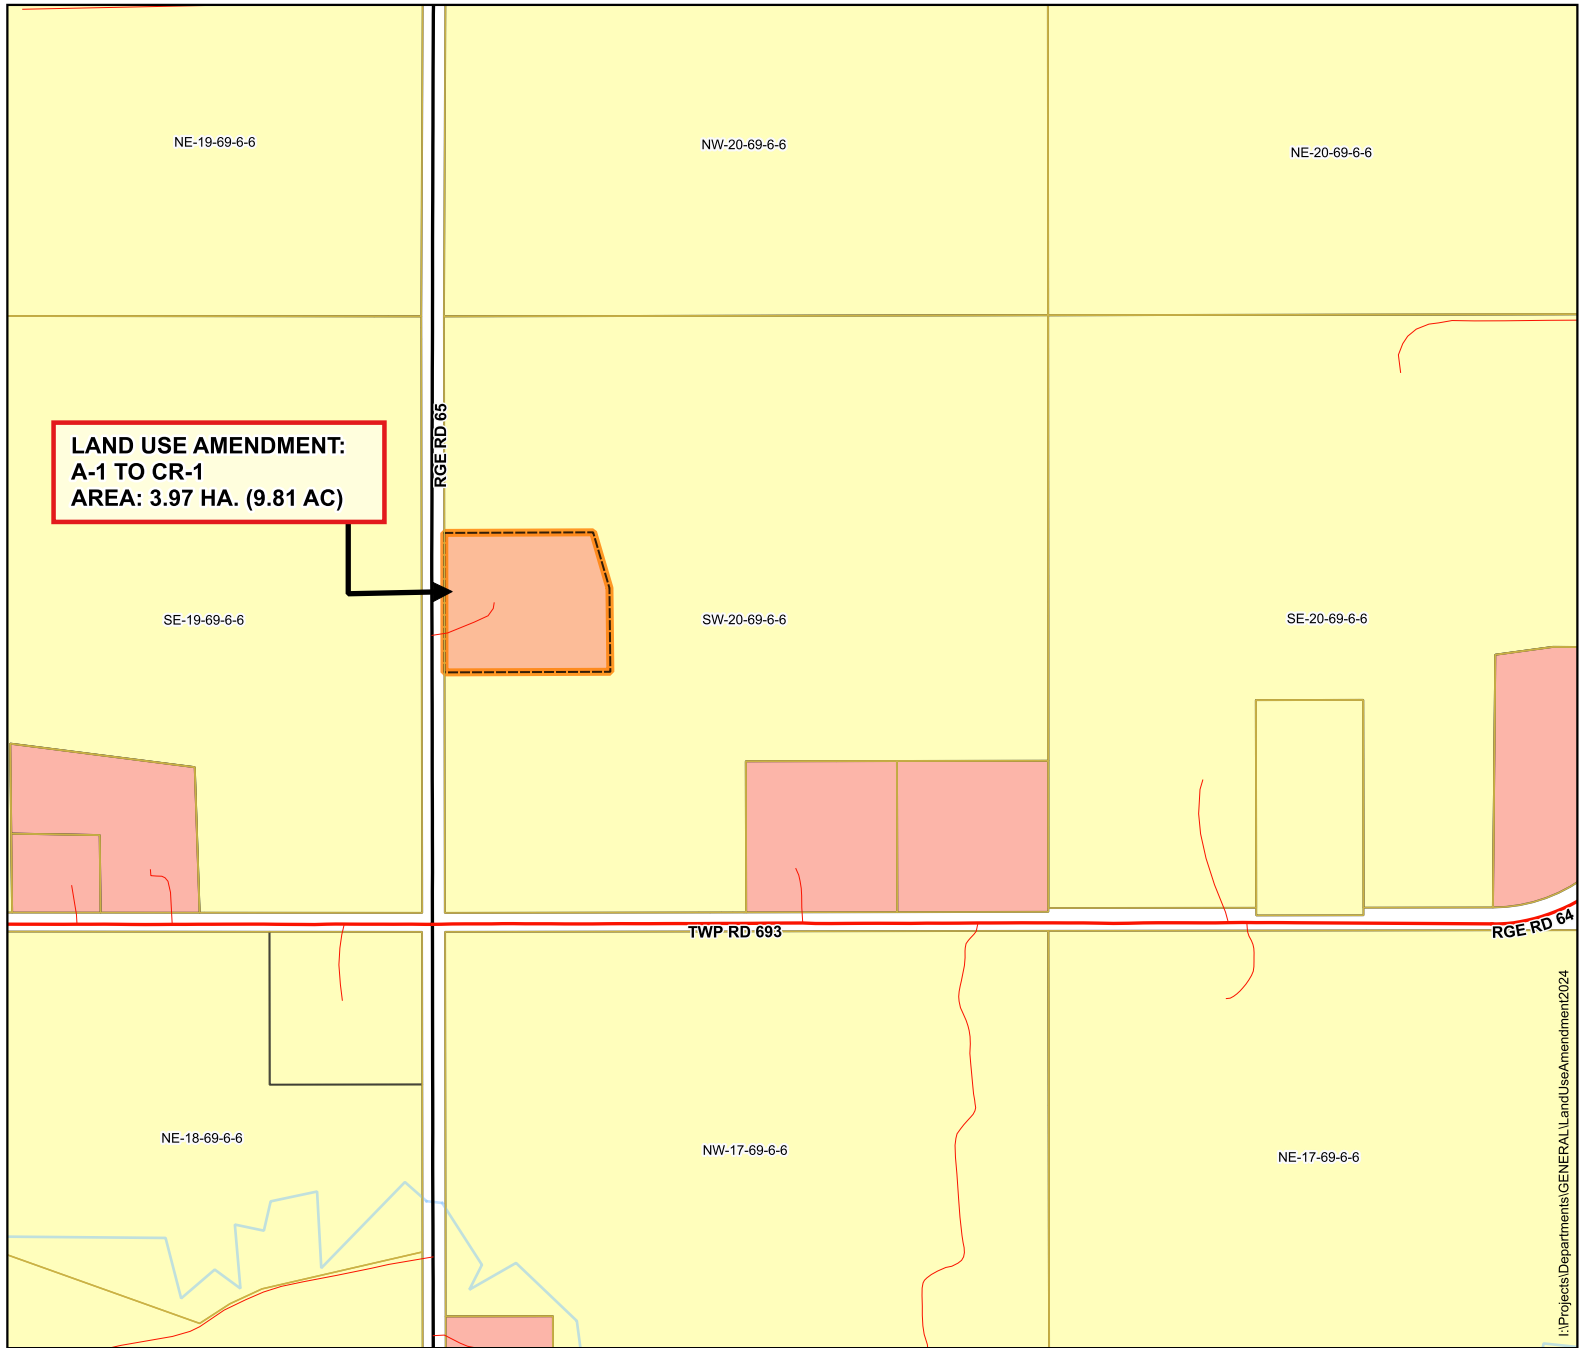 NE-19-69-6-6
NW-20-69-6-6
NE-20-69-6-6
RGE RD 65
LAND USE AMENDMENT:
A-1 TO CR-1
AREA: 3.97 HA. (9.81 AC)
SE-19-69-6-6
SW-20-69-6-6
SE-20-69-6-6
TWP RD 693
RGE RD 64
NE-18-69-6-6
NW-17-69-6-6
NE-17-69-6-6
I:\Projects\Departments\GENERAL\LandUseAmendment2024